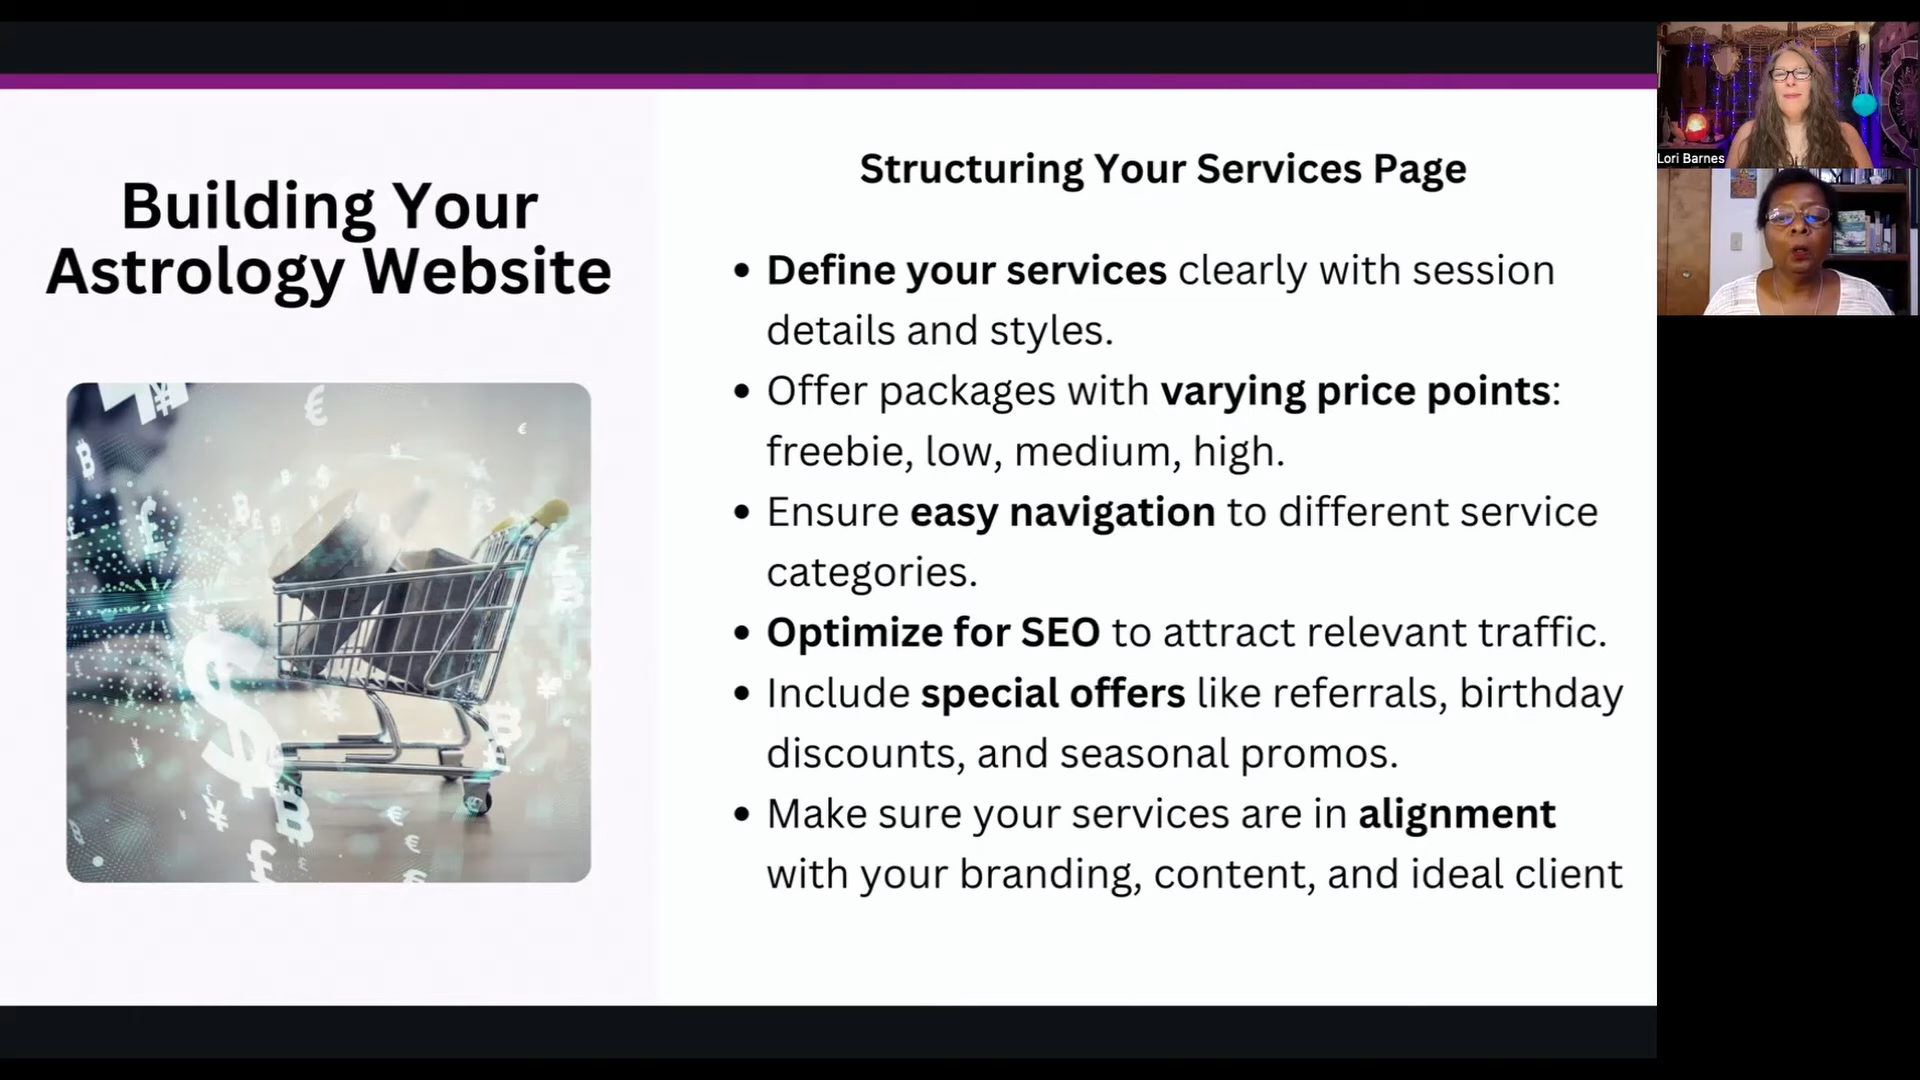 Building Your
Astrology Website
Structuring Your Services Page
• Define your services clearly with session
details and styles.
• Offer packages with varying price points:
freebie, low, medium, high.
• Ensure easy navigation to different service
categories.
• Optimize for SEO to attract relevant traffic.
• Include special offers like referrals, birthday
discounts, and seasonal promos.
• Make sure your services are in alignment
with your branding, content, and ideal client
Lori Barnes